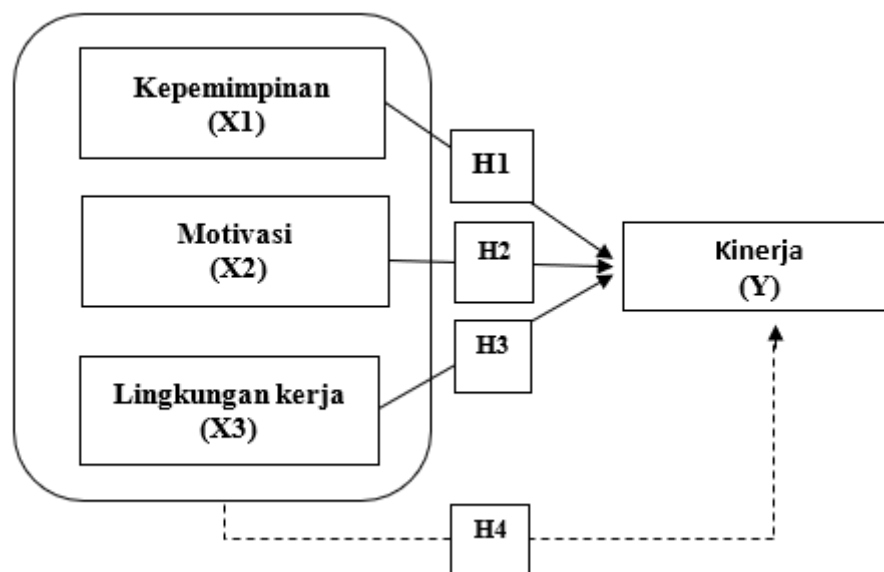 Kepemimpinan
(X1)
H1
Motivasi
(X2)
H2
Kinerja
(Y)
H3
Lingkungan kerja
(X3)
H4